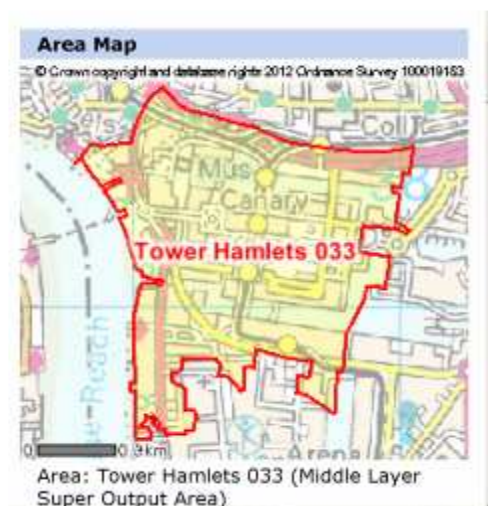 Area Map
© Crown copyright and database rights 2012 Ordnance Survey 100019153
Coll
Mus
Canary
Tower Hamlets 033
Reach
Arena
0 0.3km
Area: Tower Hamlets 033 (Middle Layer
Super Output Area)